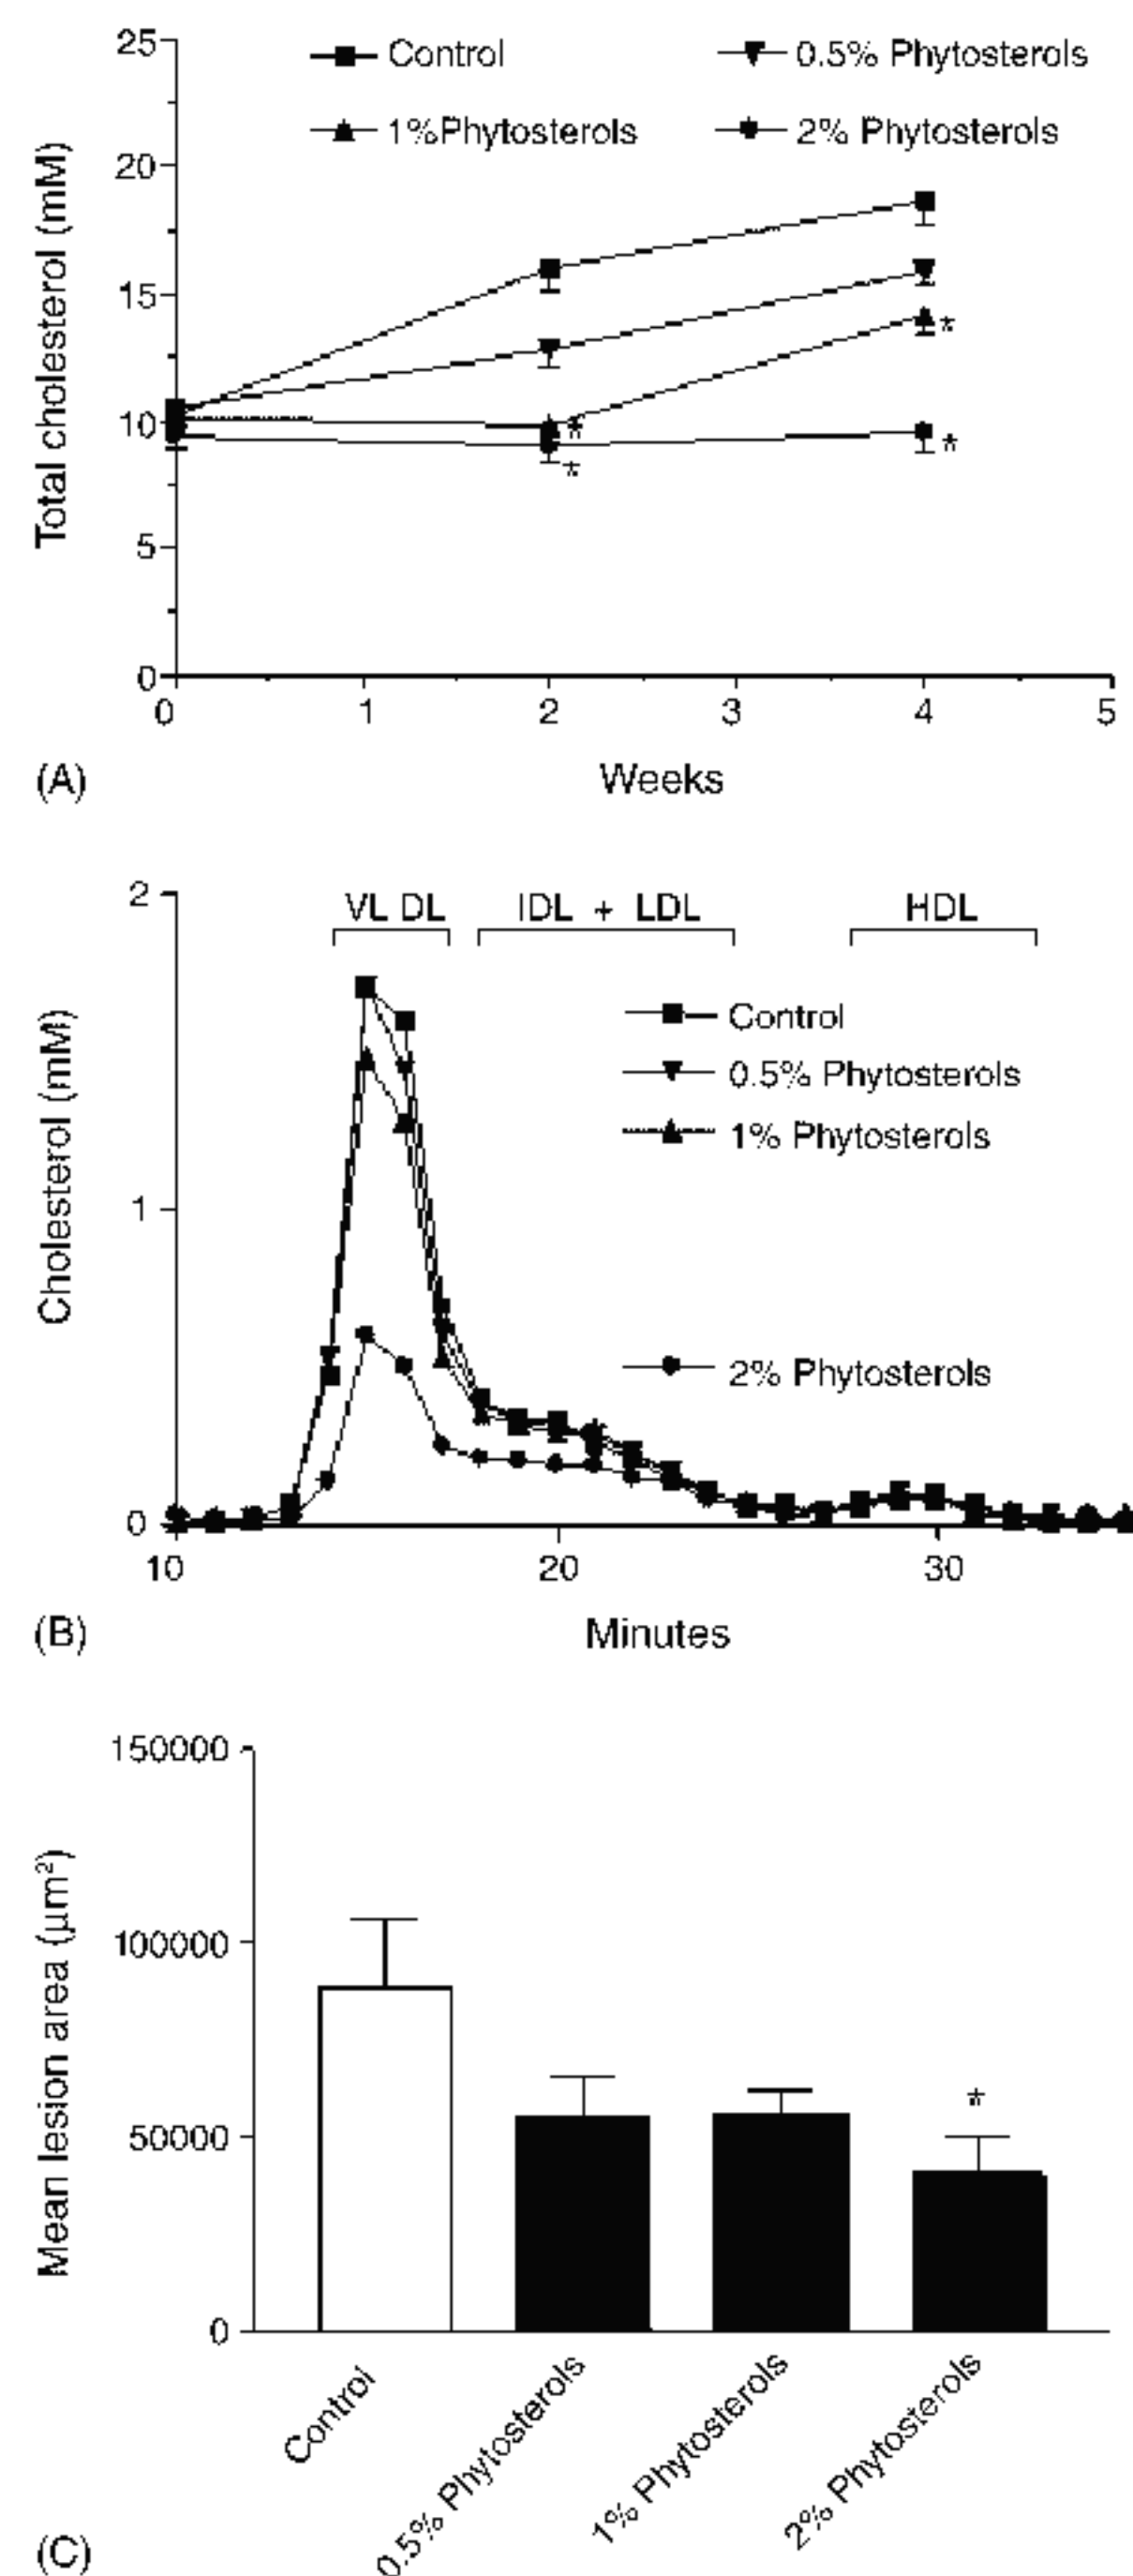 25
Control
0.5% Phytosterols
1%Phytosterols
2% Phytosterols
20
15
10
5
0
*
*
*
*
Total cholesterol (mM)
0 1 2 3 4 5
Weeks
(A)
2
VL DL
IDL + LDL
HDL
Control
0.5% Phytosterols
1% Phytosterols
2% Phytosterols
1
0
Cholesterol (mM)
10 20 30
Minutes
(B)
150000
100000
50000
0
*
Mean lesion area (µm²)
Control
0.5% Phytosterols
1% Phytosterols
2% Phytosterols
(C)